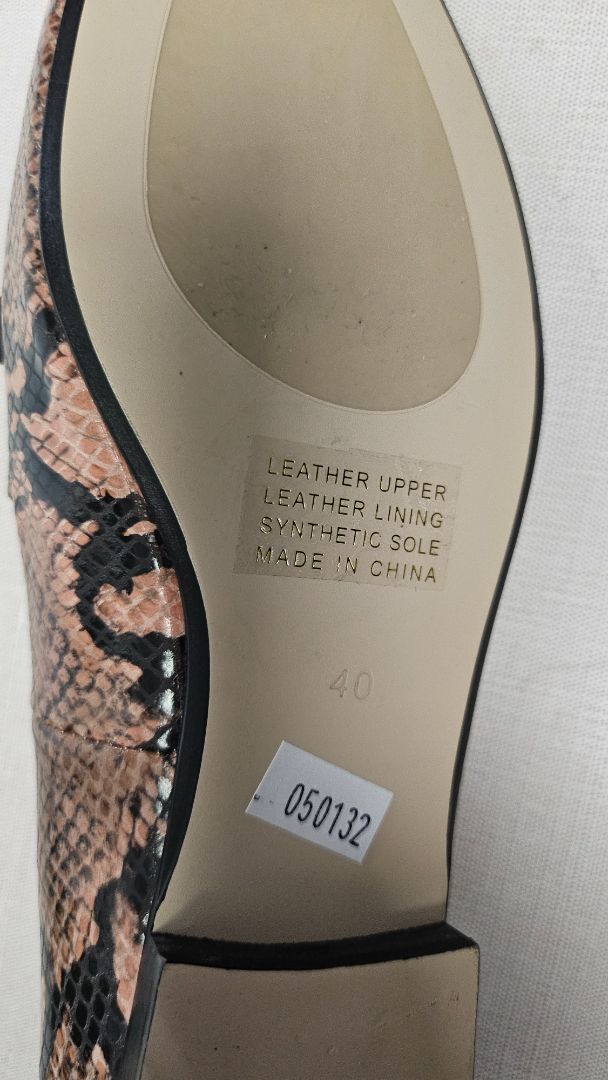 LEATHER UPPER
LEATHER LINING
SYNTHETIC SOLE
MADE IN CHINA
40
050132